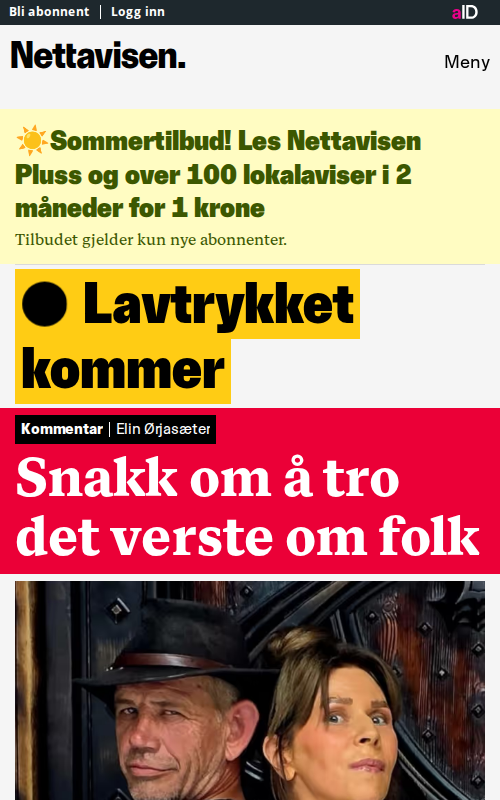 Bli abonnent | Logg inn
aID
Nettavisen.
Meny
☀️Sommertilbud! Les Nettavisen
Pluss og over 100 lokalaviser i 2
måneder for 1 krone
Tilbudet gjelder kun nye abonnenter.
● Lavtrykket
kommer
Kommentar | Elin Ørjasæter
Snakk om å tro
det verste om folk